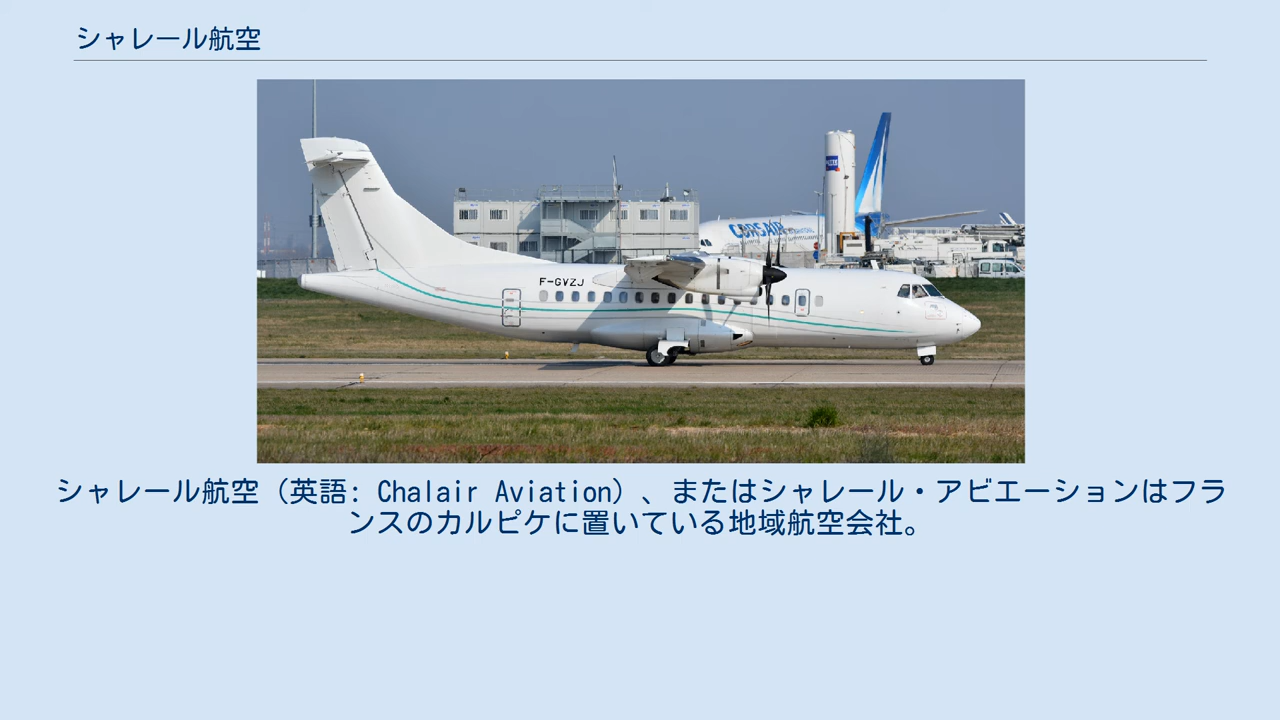 シャレール航空
CORSAIR
F-GVZJ
シャレール航空（英語: Chalair Aviation）、またはシャレール・アビエーションはフラ
ンスのカルピケに置いている地域航空会社。